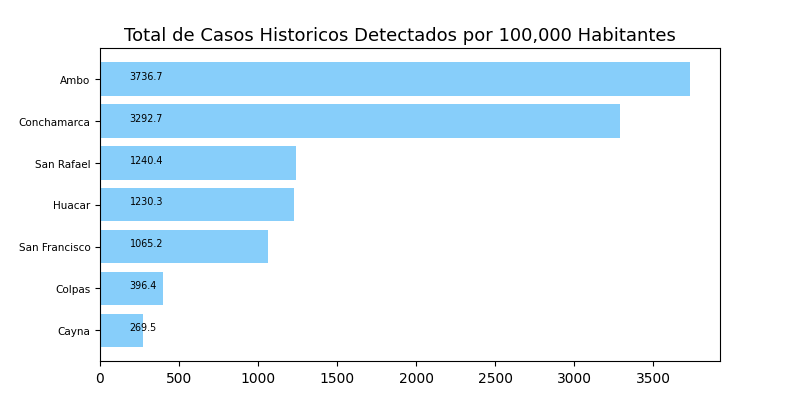 Total de Casos Historicos Detectados por 100,000 Habitantes
Ambo 3736.7
Conchamarca 3292.7
San Rafael 1240.4
Huacar 1230.3
San Francisco 1065.2
Colpas 396.4
Cayna 269.5
0 500 1000 1500 2000 2500 3000 3500